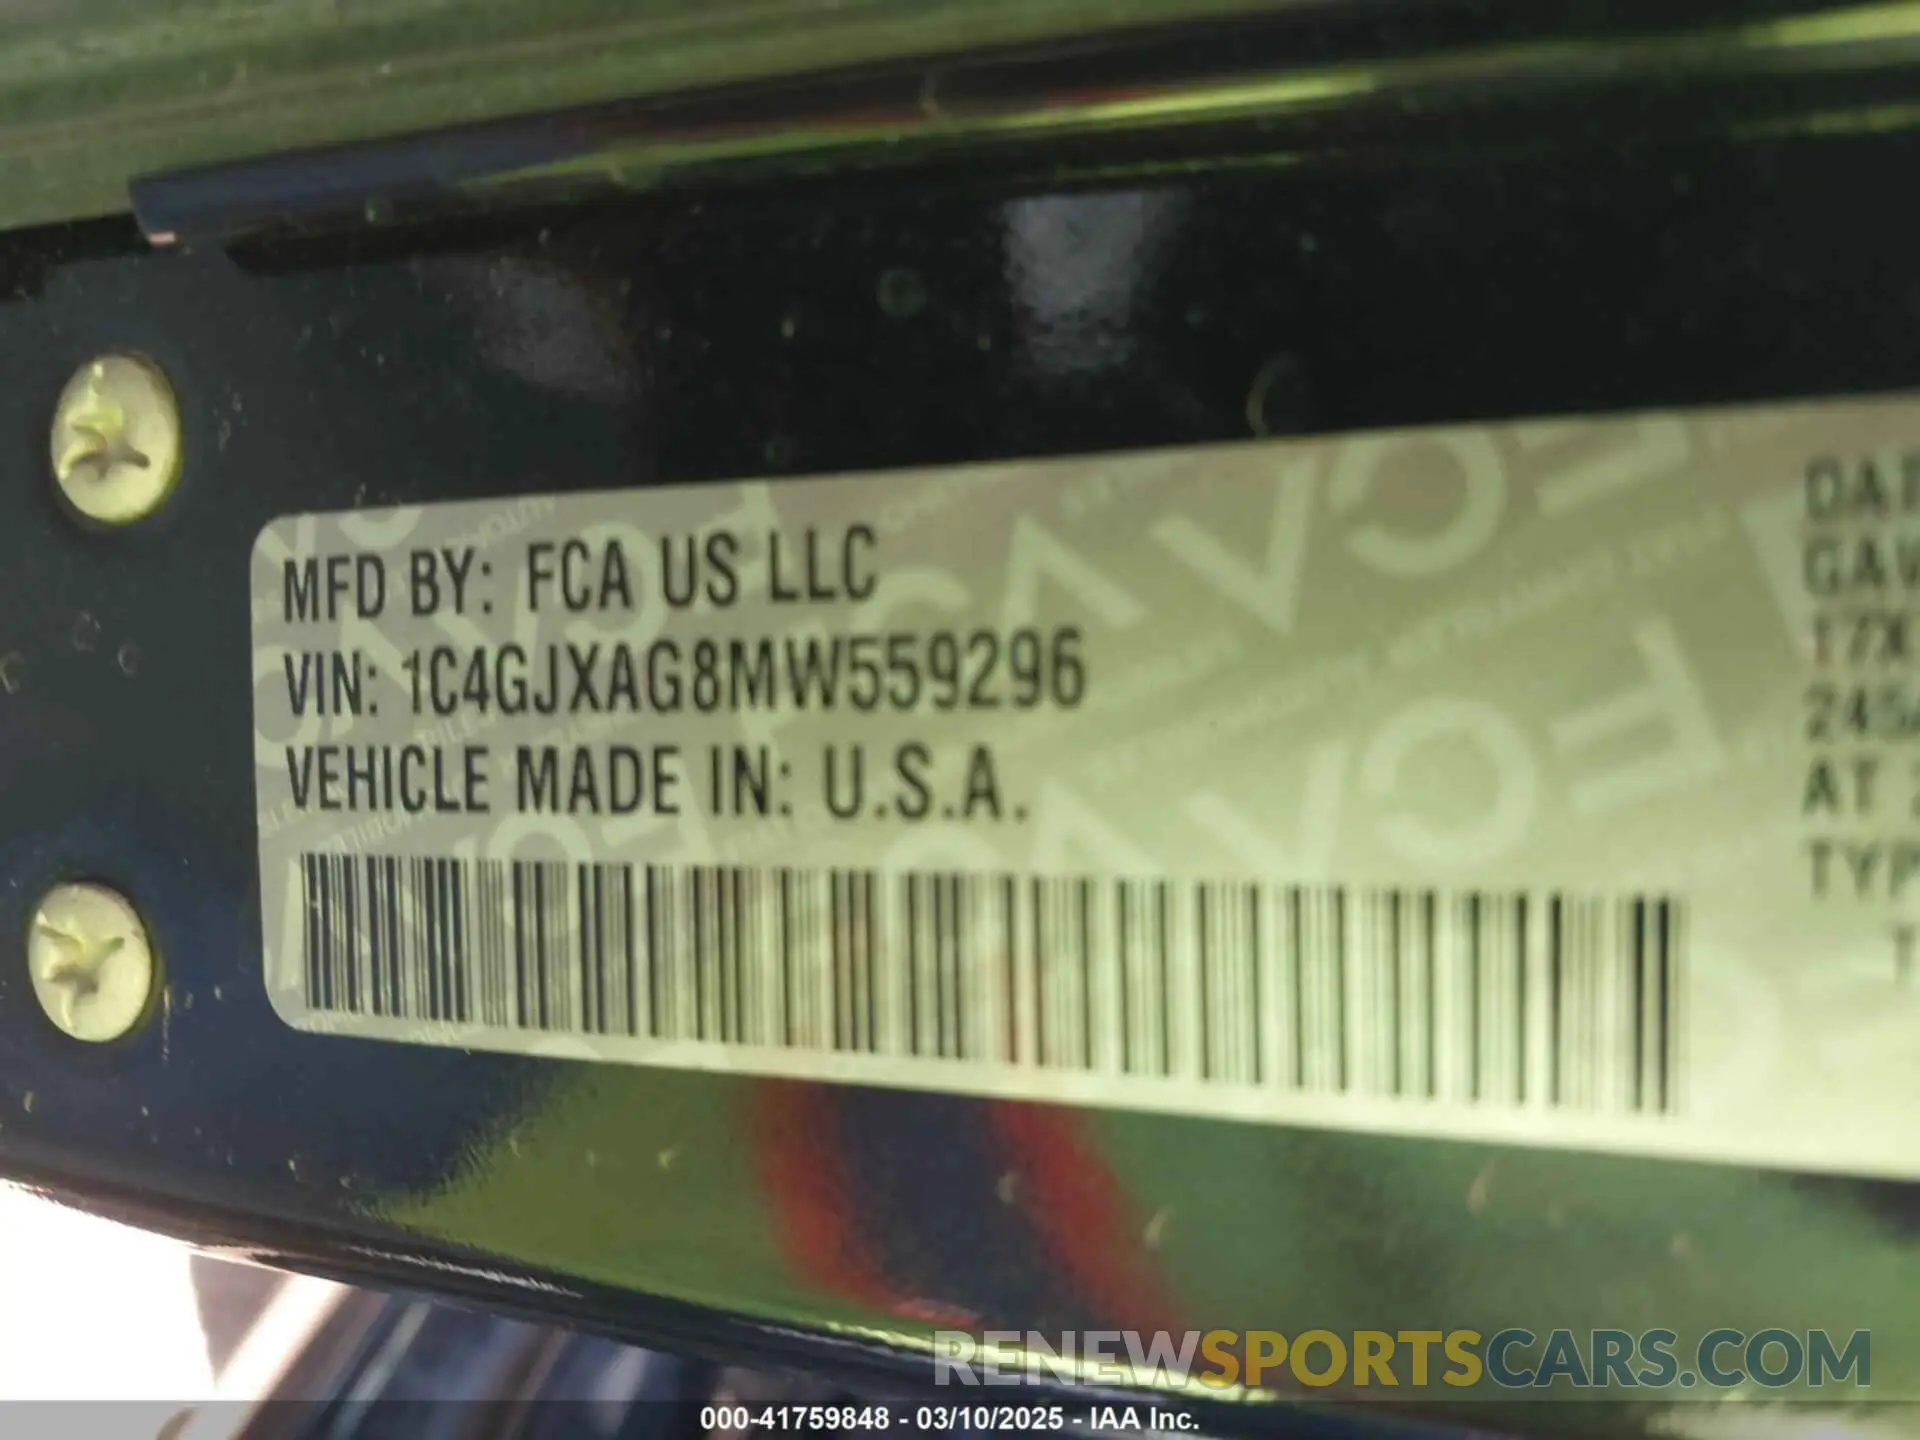 MFD BY: FCA US LLC
VIN: 1C4GJXAG8MW559296
VEHICLE MADE IN: U.S.A.
AT
RENEWSPORTSCARS.COM
000-41759848 - 03/10/2025 - IAA Inc.